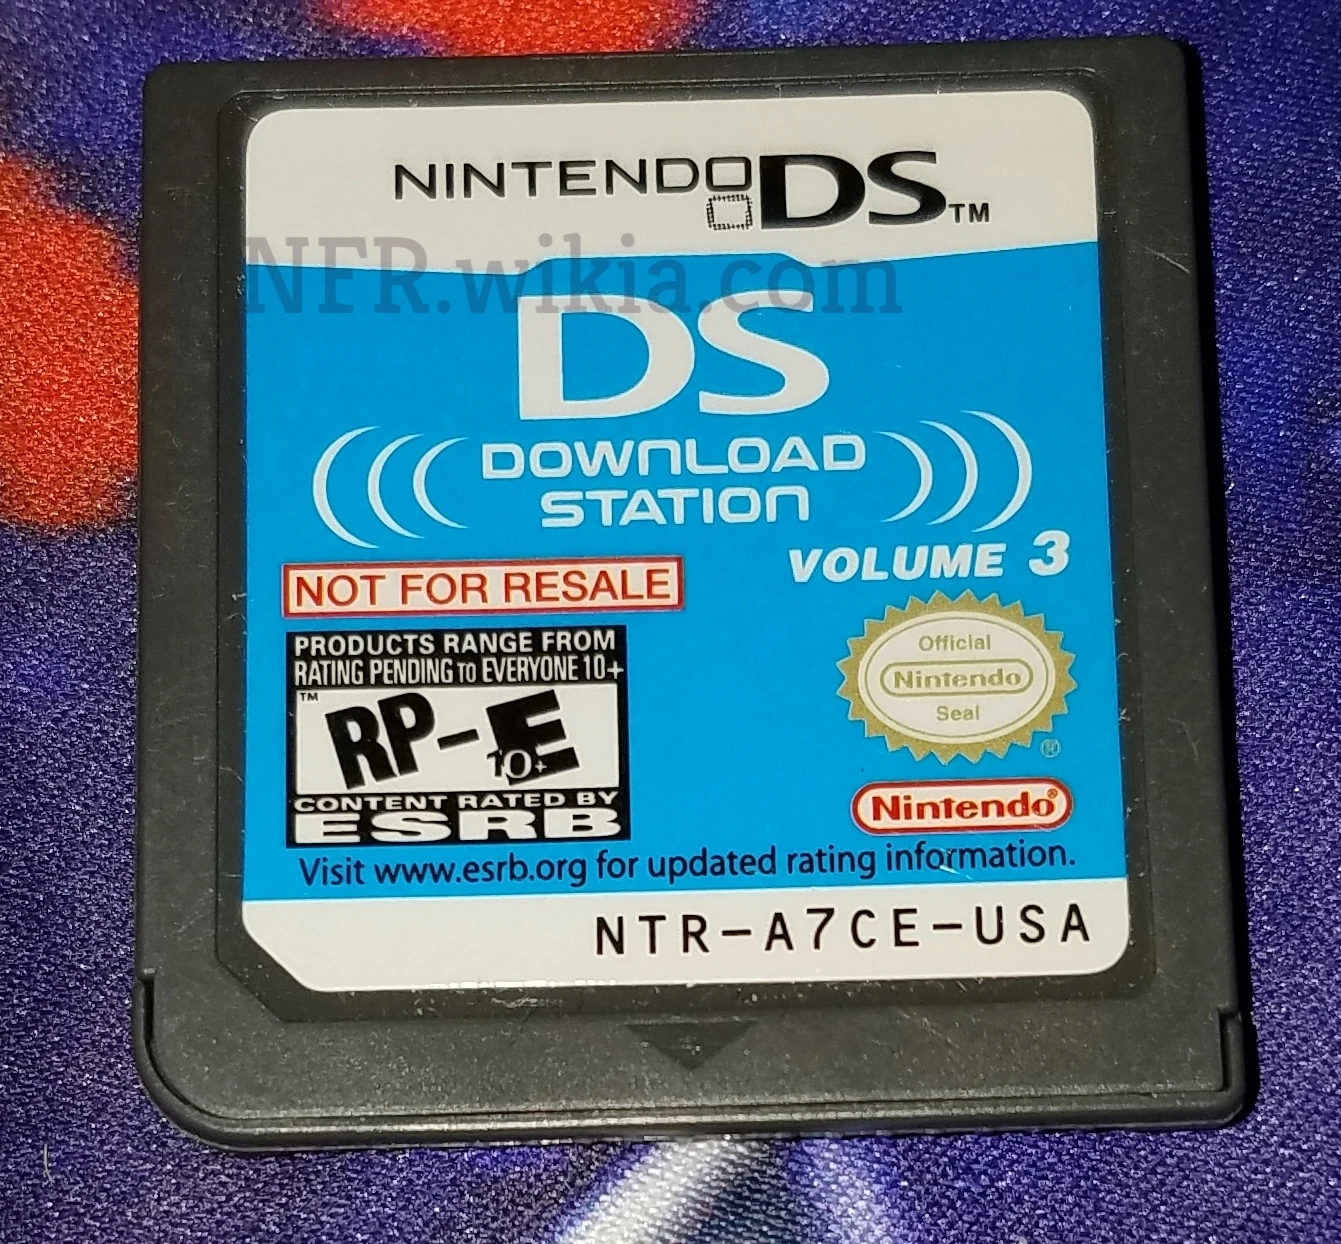 NINTENDO DS™
NFR.wikia.com
DS
DOWNLOAD
STATION
VOLUME 3
NOT FOR RESALE
PRODUCTS RANGE FROM
RATING PENDING TO EVERYONE 10+
™
RP-E
10+
CONTENT RATED BY
ESRB
Official
Nintendo
Seal
®
Nintendo®
Visit www.esrb.org for updated rating information.
NTR-A7CE-USA